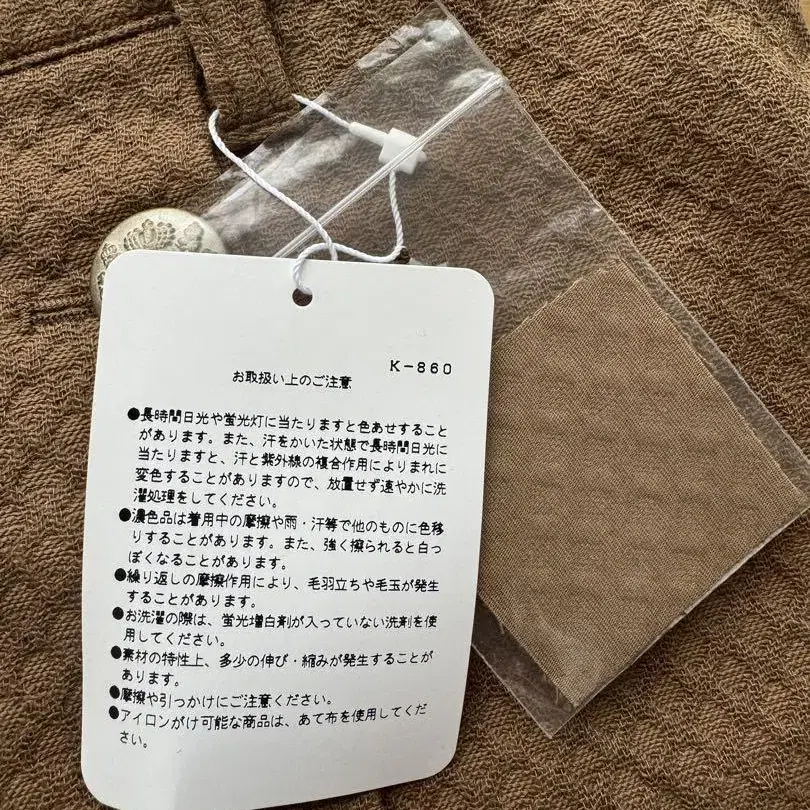 K-860
お取扱い上のご注意
●長時間日光や蛍光灯に当たりますと色あせすること
があります。また、汗をかいた状態で長時間日光に
当たりますと、汗と紫外線の複合作用によりまれに
変色することがありますので、放置せず速やかに洗
濯処理をしてください。
●濃色品は着用中の摩擦や雨・汗等で他のものに色移
りすることがあります。また、強く擦られると白っ
ぽくなることがあります。
●繰り返しの摩擦作用により、毛羽立ちや毛玉が発生
することがあります。
●お洗濯の際は、蛍光増白剤が入っていない洗剤を使
用してください。
●素材の特性上、多少の伸び・縮みが発生することが
あります。
●摩擦や引っかけにご注意ください。
●アイロンがけ可能な商品は、あて布を使用してくだ
さい。